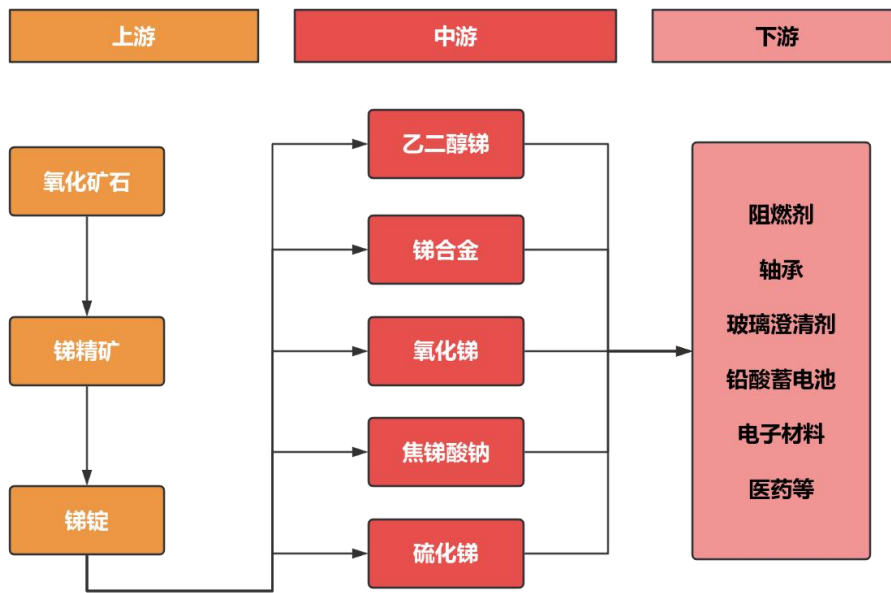 上游
中游
下游
氧化矿石
锑精矿
锑锭
乙二醇锑
锑合金
氧化锑
焦锑酸钠
硫化锑
阻燃剂
轴承
玻璃澄清剂
铅酸蓄电池
电子材料
医药等